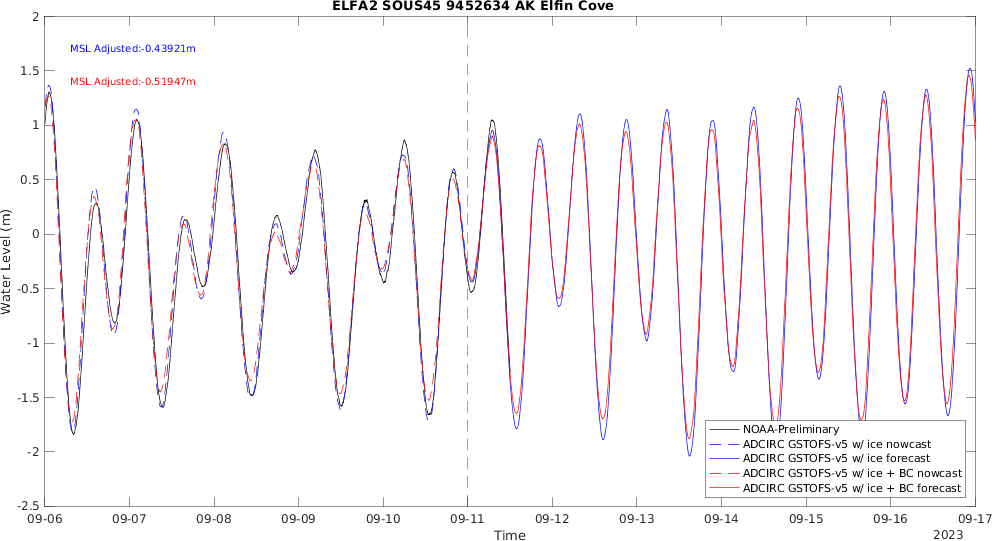 ELFA2 SOUS45 9452634 AK Elfin Cove
MSL Adjusted:-0.43921m
MSL Adjusted:-0.51947m
Water Level (m)
2
1.5
1
0.5
0
-0.5
-1
-1.5
-2
-2.5
NOAA-Preliminary
ADCIRC GSTOFS-v5 w/ ice nowcast
ADCIRC GSTOFS-v5 w/ ice forecast
ADCIRC GSTOFS-v5 w/ ice + BC nowcast
ADCIRC GSTOFS-v5 w/ ice + BC forecast
09-06 09-07 09-08 09-09 09-10 09-11 09-12 09-13 09-14 09-15 09-16 09-17
Time
2023